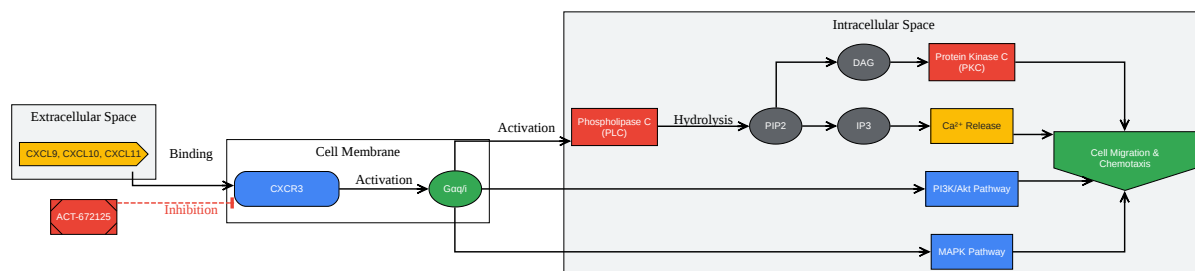 Intracellular Space
DAG
Protein Kinase C
(PKC)
Extracellular Space
CXCL9, CXCL10, CXCL11
Binding
Cell Membrane
CXCR3
Activation
Gαq/i
Activation
Phospholipase C
(PLC)
Hydrolysis
PIP2
IP3
Ca²⁺ Release
Cell Migration &
Chemotaxis
PI3K/Akt Pathway
ACT-672125
Inhibition
MAPK Pathway